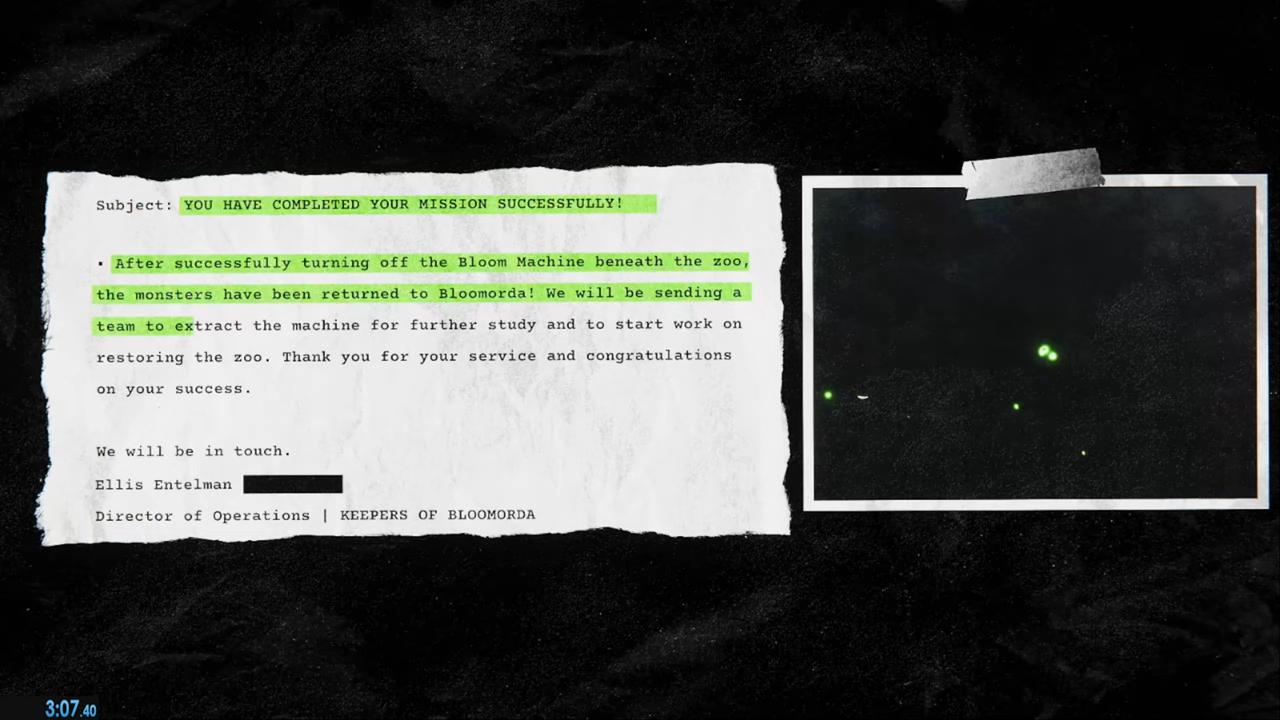 Subject: YOU HAVE COMPLETED YOUR MISSION SUCCESSFULLY!
· After successfully turning off the Bloom Machine beneath the zoo,
the monsters have been returned to Bloomorda! We will be sending a
team to extract the machine for further study and to start work on
restoring the zoo. Thank you for your service and congratulations
on your success.
We will be in touch.
Ellis Entelman
Director of Operations | KEEPERS OF BLOOMORDA
3:07.40